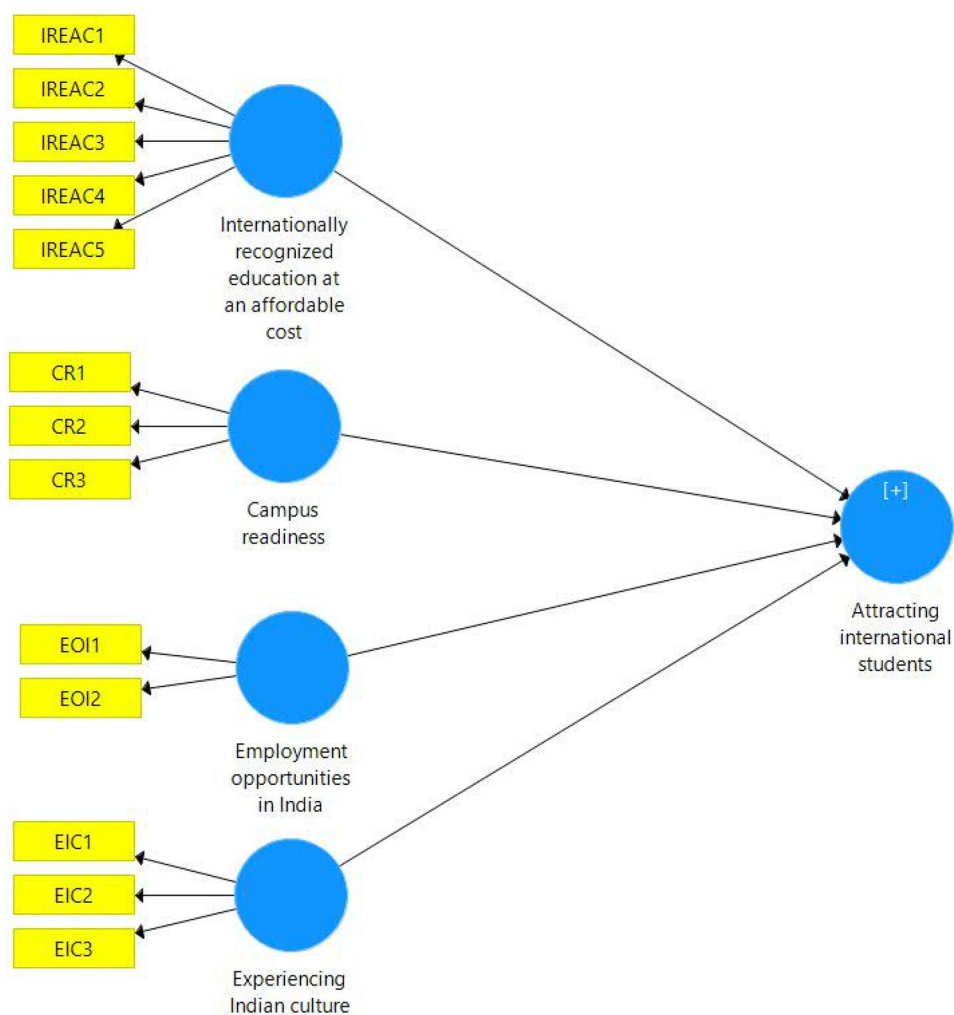 IREAC1
IREAC2
IREAC3
IREAC4
IREAC5
Internationally
recognized
education at
an affordable
cost
CR1
CR2
CR3
Campus
readiness
[+]
Attracting
international
students
EOI1
EOI2
Employment
opportunities
in India
EIC1
EIC2
EIC3
Experiencing
Indian culture